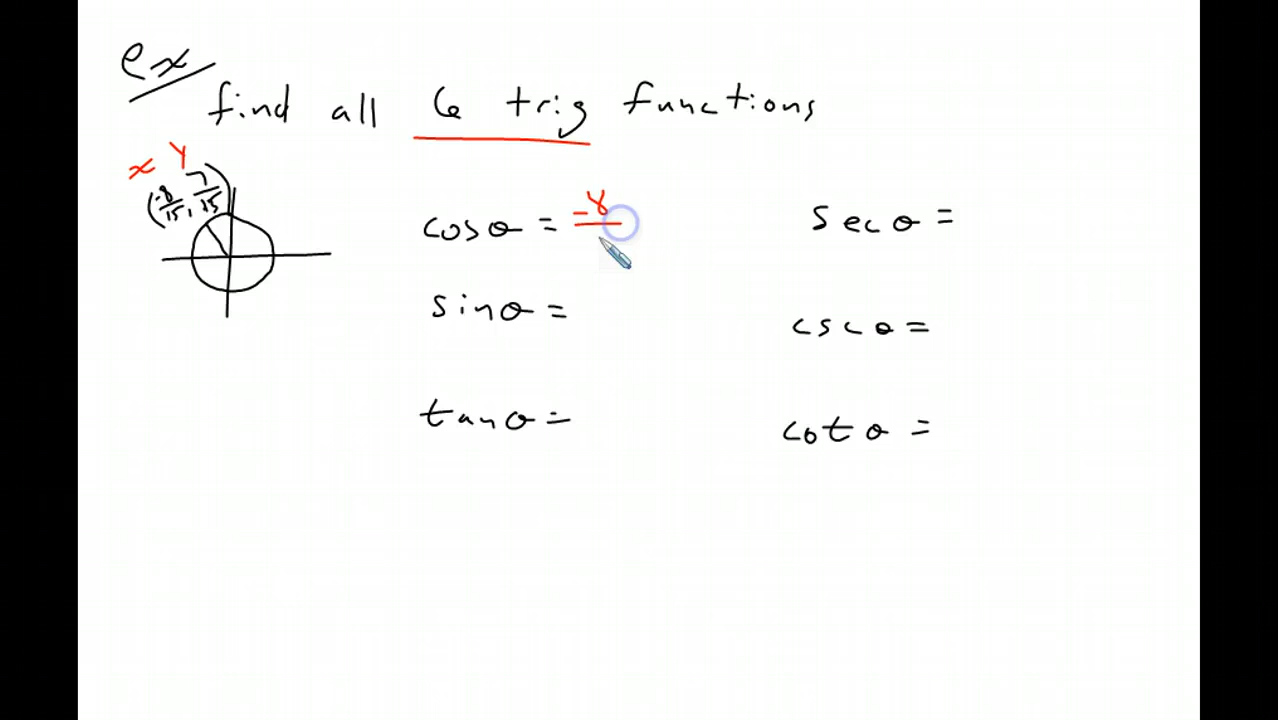 ex
find all 6 trig functions
x y
(-8/15, 7/15)
cosθ = -8
secθ =
sinθ =
cscθ =
tanθ =
cotθ =